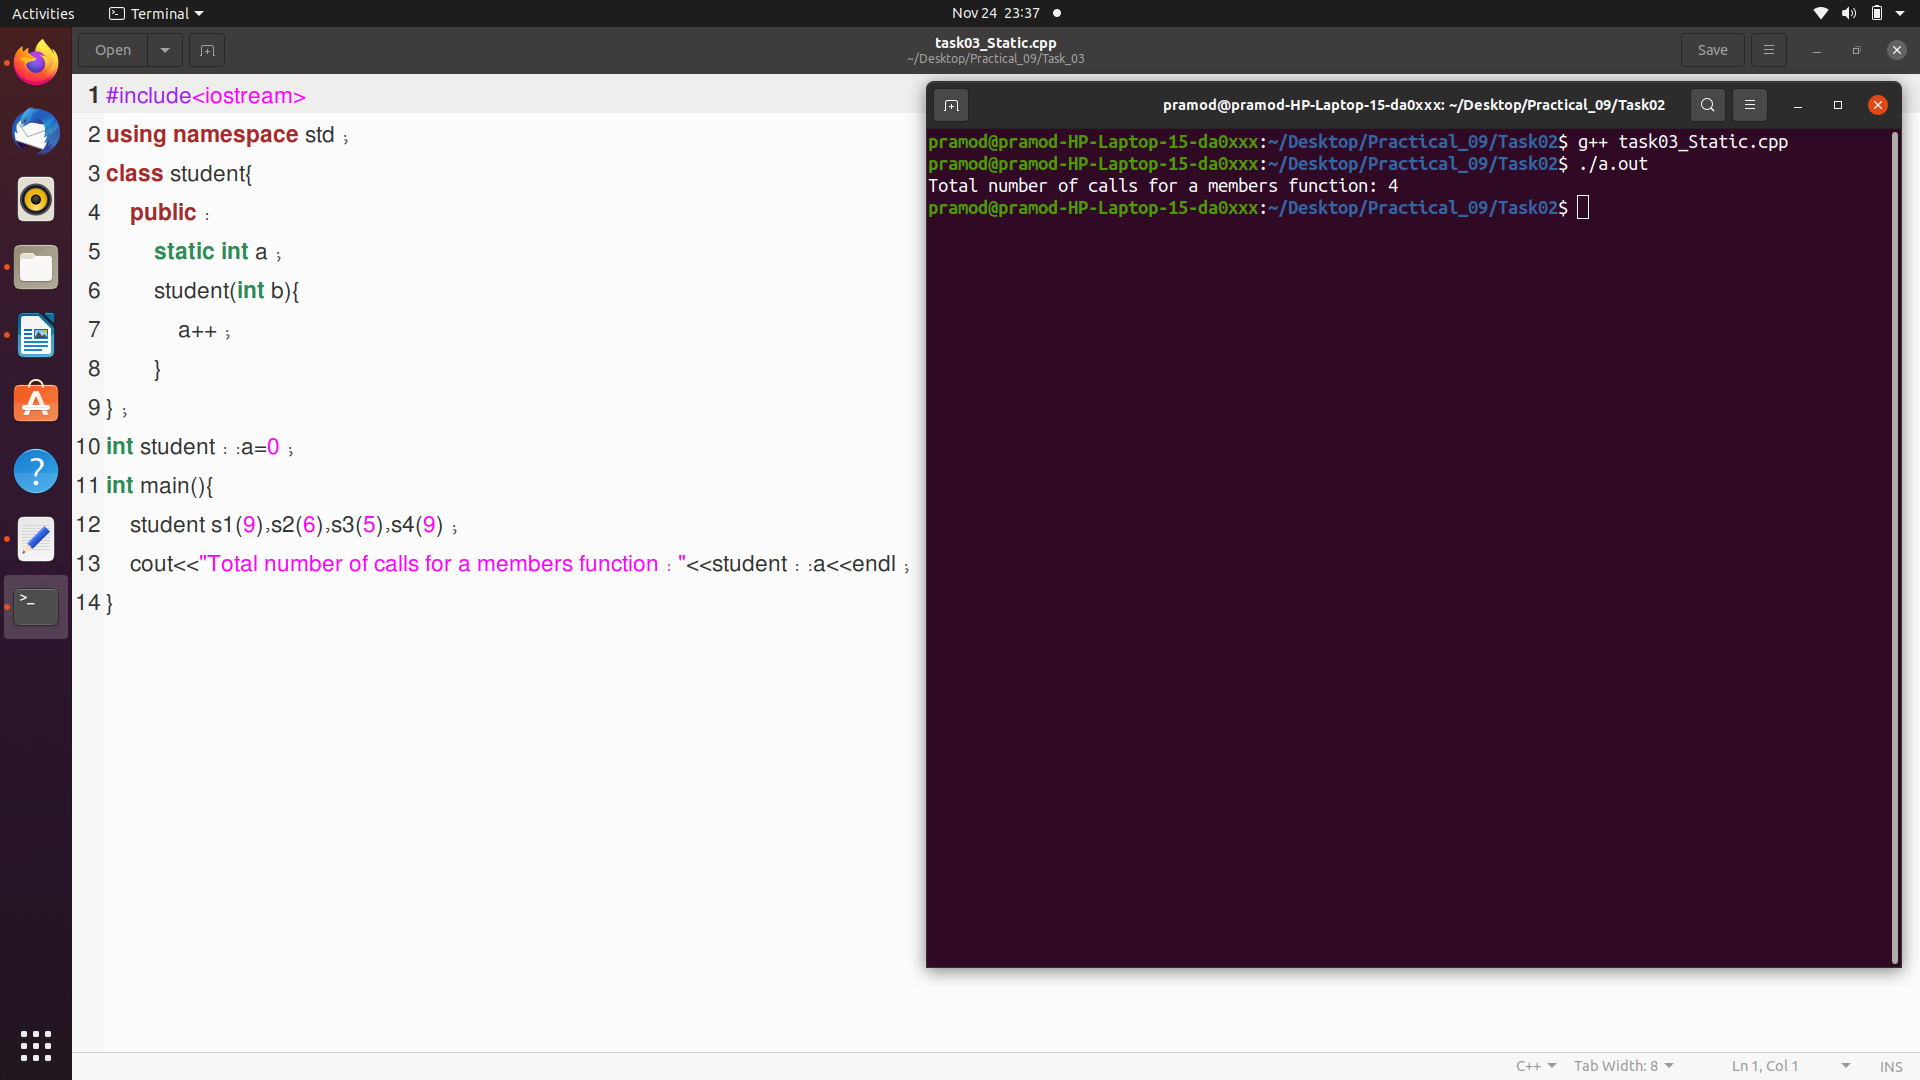 Activities Terminal Nov 24 23:37
Open task03_Static.cpp Save
~/Desktop/Practical_09/Task_03
1 #include<iostream>
2 using namespace std ;
3 class student{
4 public :
5 static int a ;
6 student(int b){
7 a++ ;
8 }
9 } ;
10 int student : :a=0 ;
11 int main(){
12 student s1(9),s2(6),s3(5),s4(9) ;
13 cout<<"Total number of calls for a members function : "<<student : :a<<endl ;
14 }
pramod@pramod-HP-Laptop-15-da0xxx: ~/Desktop/Practical_09/Task02
pramod@pramod-HP-Laptop-15-da0xxx:~/Desktop/Practical_09/Task02$ g++ task03_Static.cpp
pramod@pramod-HP-Laptop-15-da0xxx:~/Desktop/Practical_09/Task02$ ./a.out
Total number of calls for a members function: 4
pramod@pramod-HP-Laptop-15-da0xxx:~/Desktop/Practical_09/Task02$
C++ Tab Width: 8 Ln 1, Col 1 INS